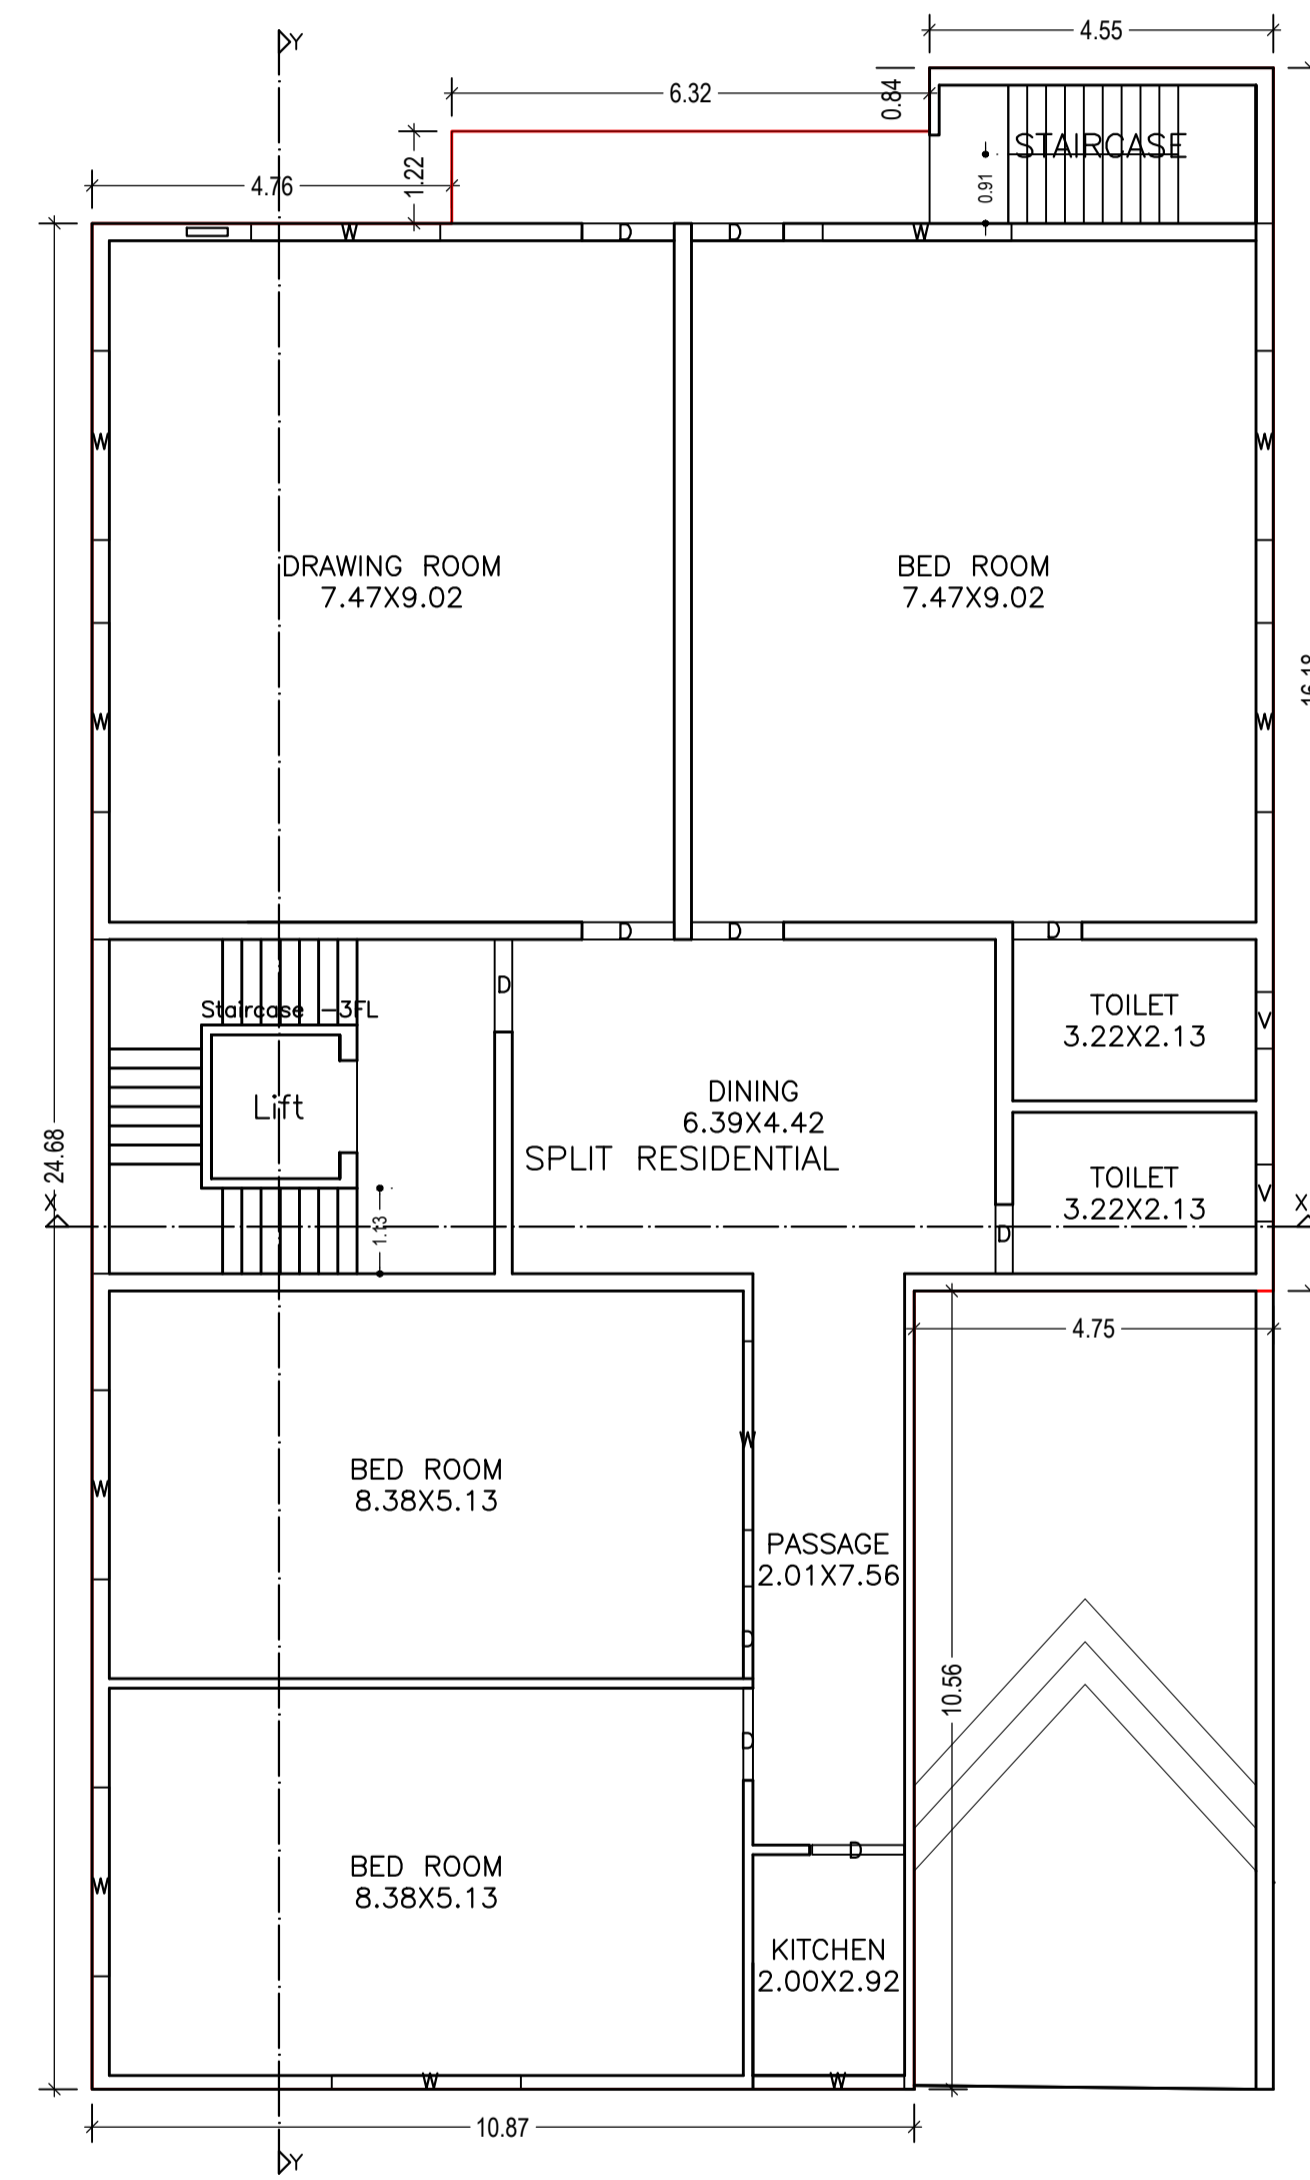 4.55
Y
6.32
0.84
STAIRCASE
1.22
4.76
0.91
W
D
D
W
W
W
DRAWING ROOM
7.47X9.02
BED ROOM
7.47X9.02
16.18
W
W
D
D
D
D
Staircase -3FL
TOILET
3.22X2.13
V
Lift
DINING
6.39X4.42
SPLIT RESIDENTIAL
24.68
TOILET
3.22X2.13
V
X
X
1.13
D
4.75
W
BED ROOM
8.38X5.13
W
PASSAGE
2.01X7.56
D
10.56
D
D
BED ROOM
8.38X5.13
W
KITCHEN
2.00X2.92
W
W
10.87
Y